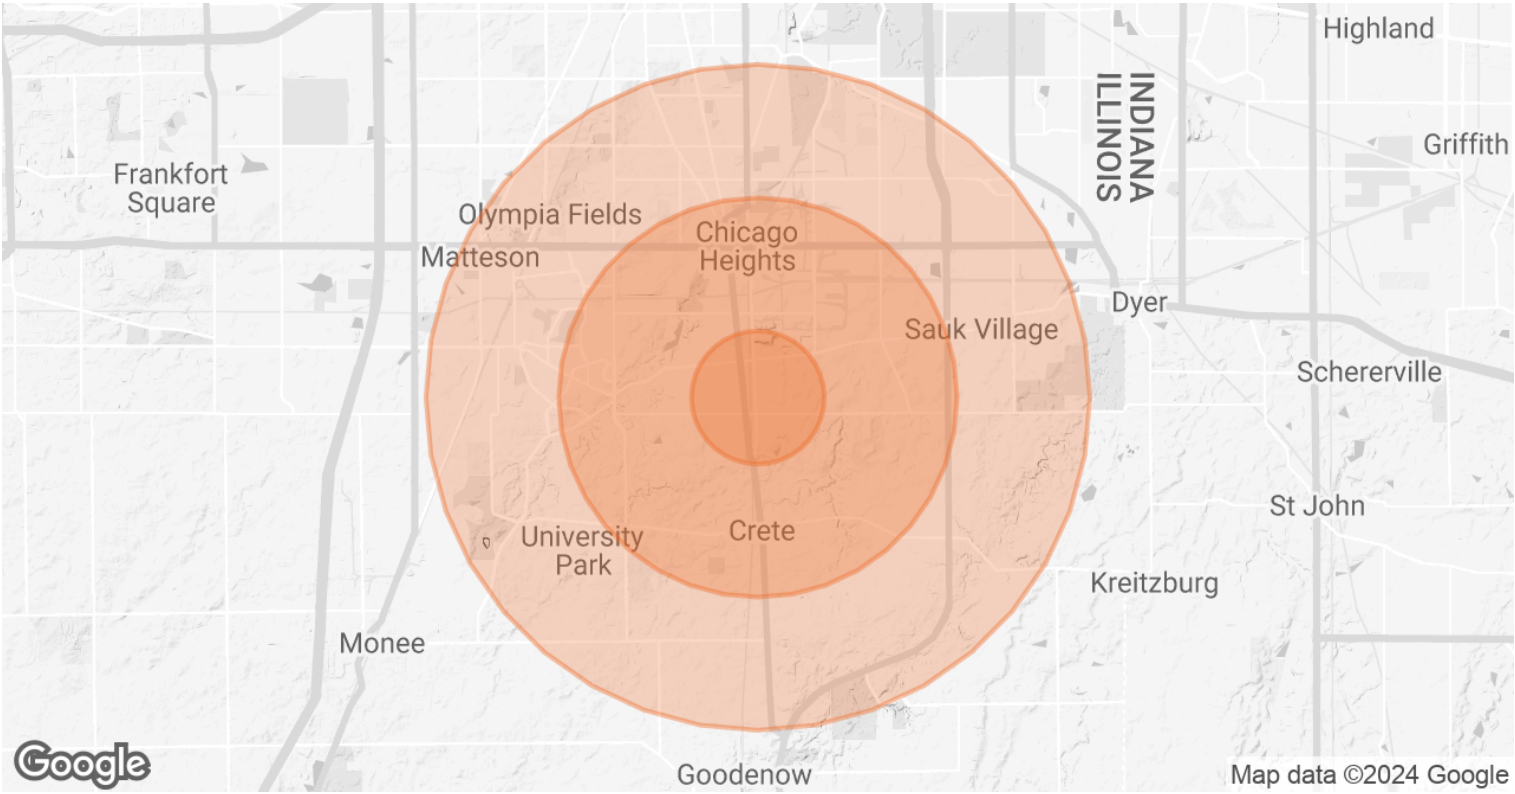 Highland
INDIANA
ILLINOIS
Griffith
Frankfort
Square
Olympia Fields
Chicago
Heights
Matteson
Dyer
Sauk Village
Schererville
St John
University
Park
Crete
Kreitzburg
Monee
Google
Goodenow
Map data ©2024 Google